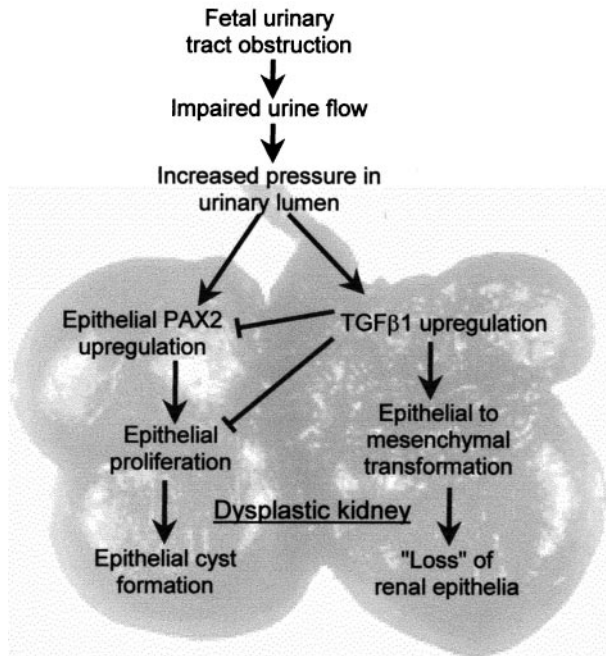 Fetal urinary
tract obstruction
Impaired urine flow
Increased pressure in
urinary lumen
Epithelial PAX2
upregulation
TGFβ1 upregulation
Epithelial
proliferation
Epithelial to
mesenchymal
transformation
Dysplastic kidney
Epithelial cyst
formation
"Loss" of
renal epithelia